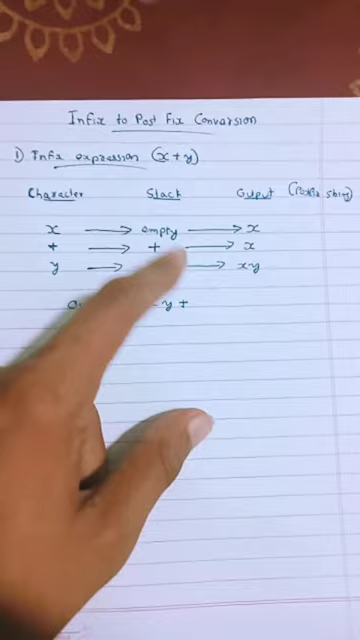 Infix to Post Fix Conversion
1) Infix expression (x+y)
Character Stack Output (Postfix string)
x → empty → x
+ → + → x
y → → xy
y +